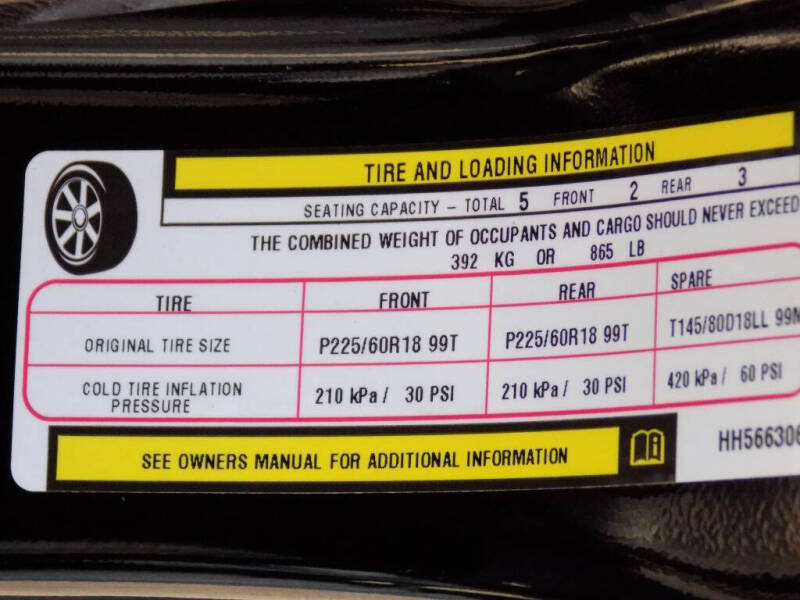 TIRE AND LOADING INFORMATION
SEATING CAPACITY – TOTAL 5 FRONT 2 REAR 3
THE COMBINED WEIGHT OF OCCUPANTS AND CARGO SHOULD NEVER EXCEED
392 KG OR 865 LB
TIRE FRONT REAR SPARE
ORIGINAL TIRE SIZE P225/60R18 99T P225/60R18 99T T145/80D18LL 99M
COLD TIRE INFLATION PRESSURE 210 kPa / 30 PSI 210 kPa / 30 PSI 420 kPa / 60 PSI
SEE OWNERS MANUAL FOR ADDITIONAL INFORMATION
HH566306